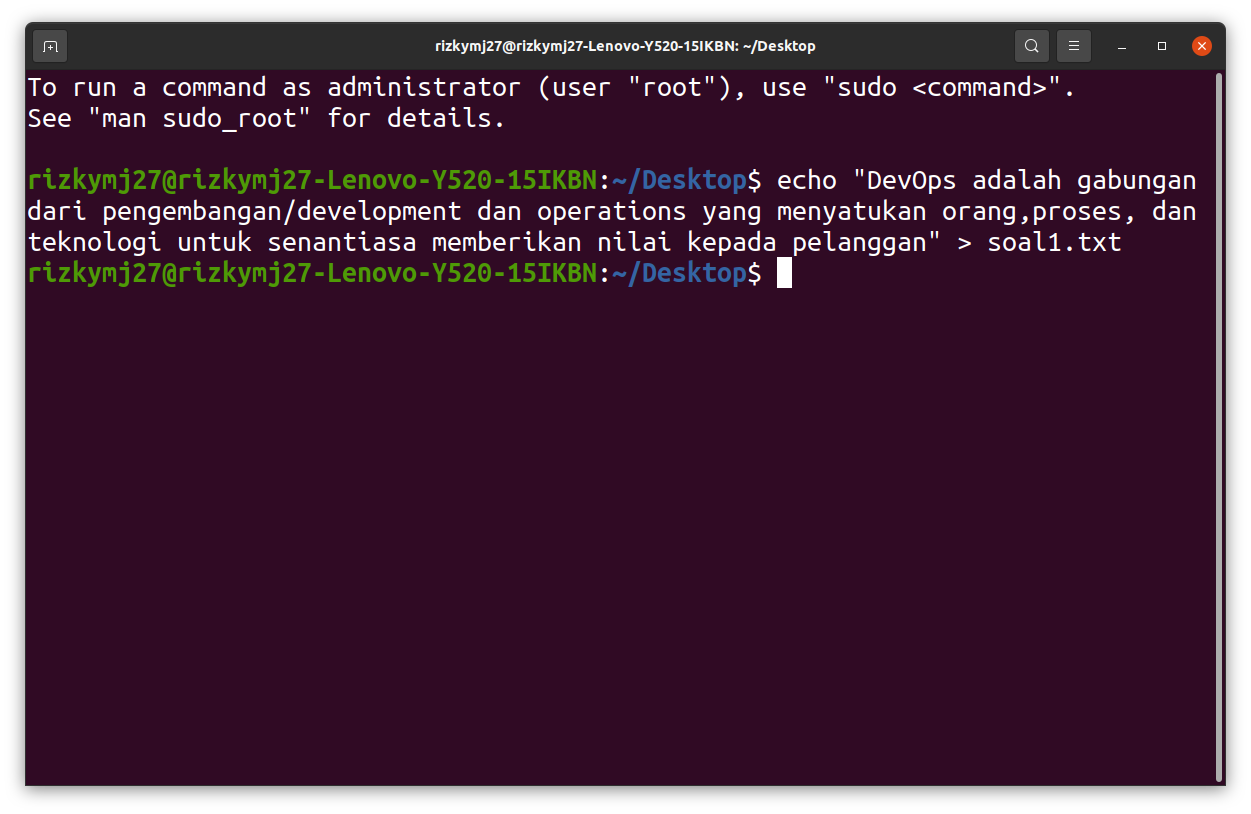 rizkymj27@rizkymj27-Lenovo-Y520-15IKBN: ~/Desktop
To run a command as administrator (user "root"), use "sudo <command>".
See "man sudo_root" for details.
rizkymj27@rizkymj27-Lenovo-Y520-15IKBN:~/Desktop$ echo "DevOps adalah gabungan
dari pengembangan/development dan operations yang menyatukan orang,proses, dan
teknologi untuk senantiasa memberikan nilai kepada pelanggan" > soal1.txt
rizkymj27@rizkymj27-Lenovo-Y520-15IKBN:~/Desktop$